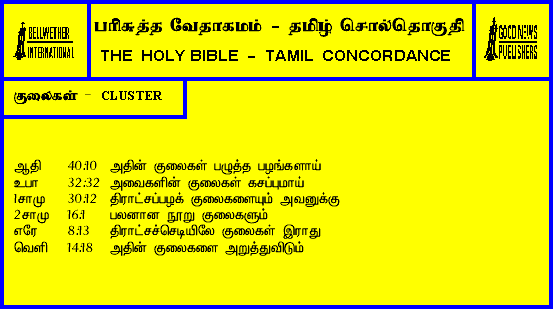 BELLWETHER
INTERNATIONAL
பரிசுத்த வேதாகமம் - தமிழ் சொல்தொகுதி
THE HOLY BIBLE - TAMIL CONCORDANCE
GOOD NEWS
PUBLISHERS
குலைகள் - CLUSTER
ஆதி 40:10 அதின் குலைகள் பழுத்த பழங்களாய்
உபா 32:32 அவைகளின் குலைகள் கசப்புமாய்
1சாமு 30:12 திராட்சப்பழக் குலைகளையும் அவனுக்கு
2சாமு 16:1 பலனான நூறு குலைகளும்
எரே 8:13 திராட்சச்செடியிலே குலைகள் இராது
வெளி 14:18 அதின் குலைகளை அறுத்துவிடும்